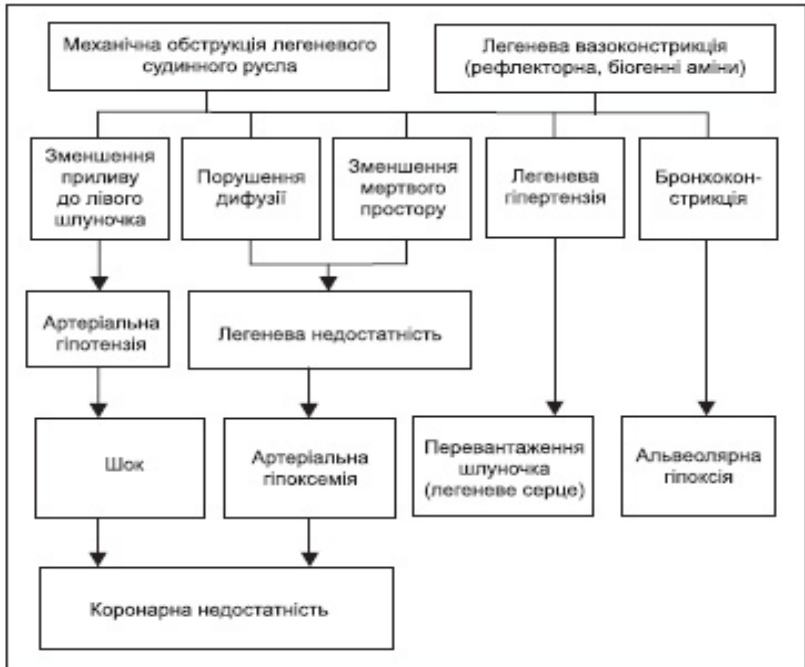 Механічна обструкція легеневого
судинного русла
Легенева вазоконстрикція
(рефлекторна, біогенні аміни)
Зменшення
приливу
до лівого
шлуночка
Порушення
дифузії
Зменшення
мертвого
простору
Легенева
гіпертензія
Бронхокон-
стрикція
Артеріальна
гіпотензія
Легенева недостатність
Шок
Артеріальна
гіпоксемія
Перевантаження
шлуночка
(легеневе серце)
Альвеолярна
гіпоксія
Коронарна недостатність